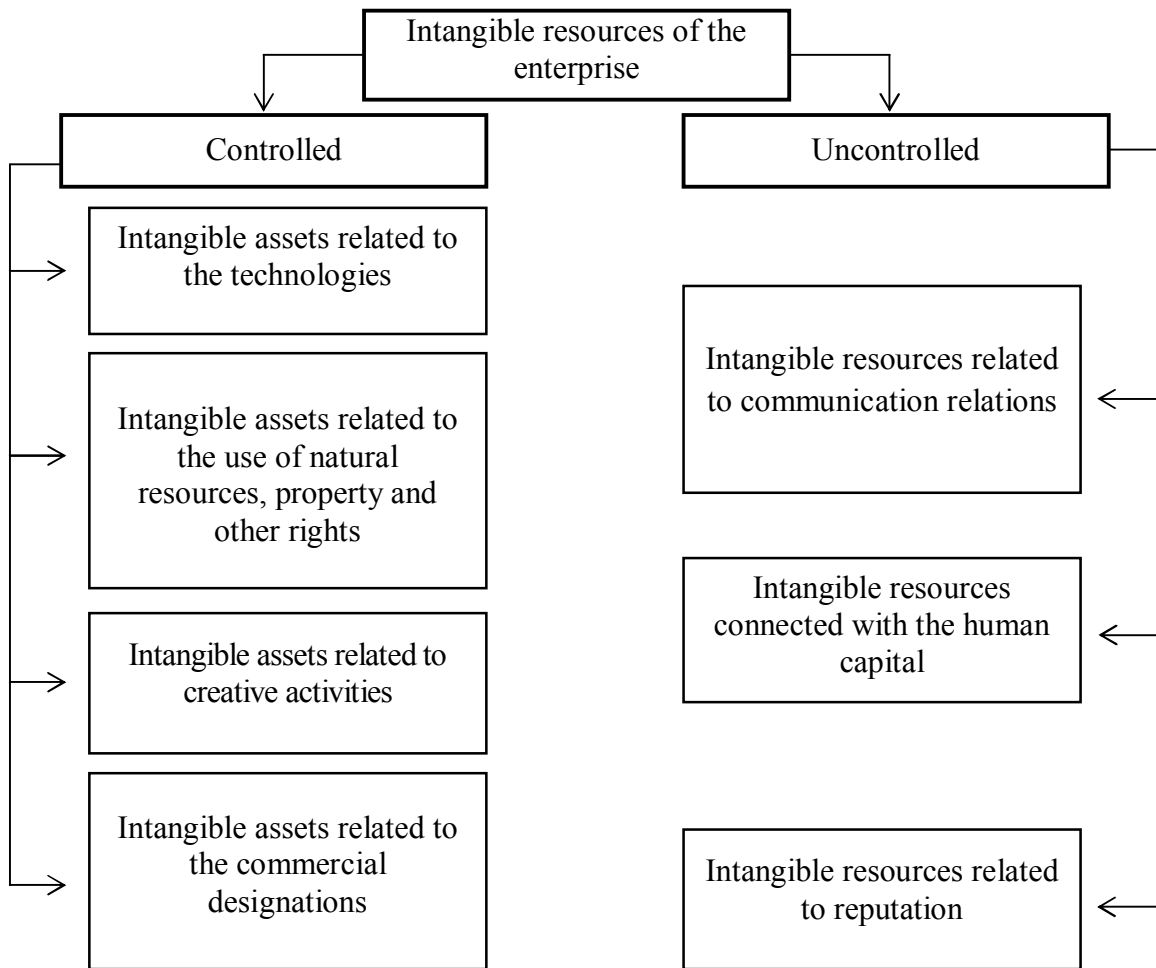 Intangible resources of the
enterprise
Controlled
Uncontrolled
Intangible assets related to
the technologies
Intangible assets related to
the use of natural
resources, property and
other rights
Intangible assets related to
creative activities
Intangible assets related to
the commercial
designations
Intangible resources related
to communication relations
Intangible resources
connected with the human
capital
Intangible resources related
to reputation